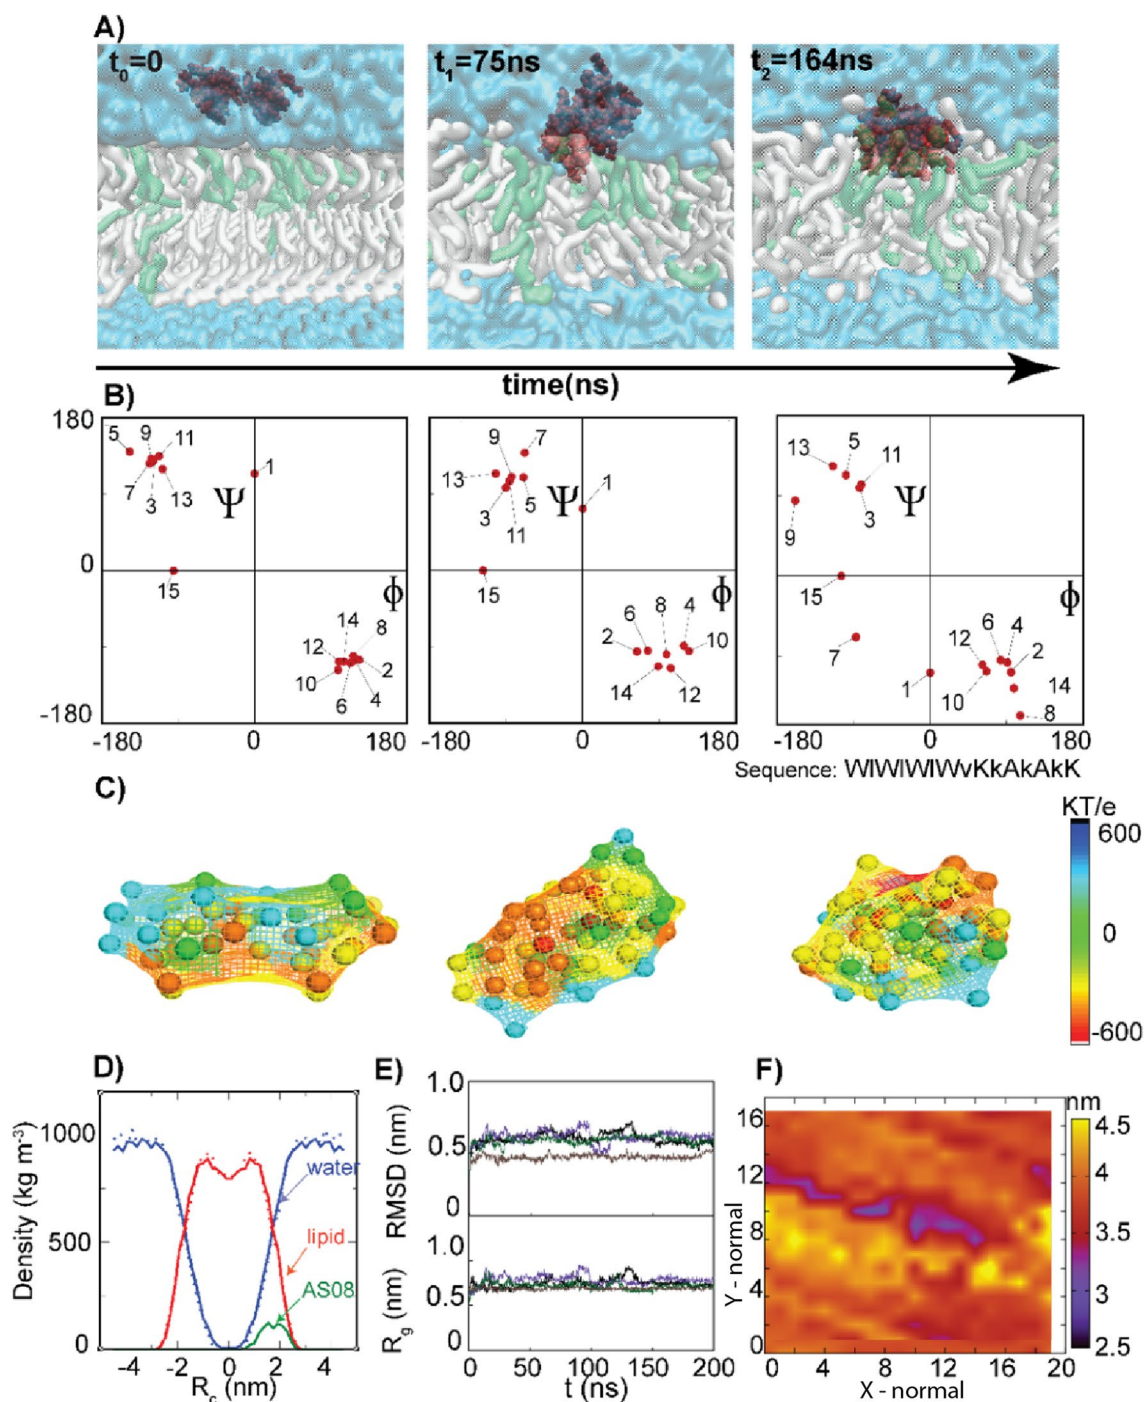 A)
t₀=0
t₁=75ns
t₂=164ns
time(ns)
B)
180
0
-180
5 9 11 7 3 13 1 Ψ
15 ϕ
12 14 8 10 6 4 2
-180 0 180
9 7 13 3 11 5 Ψ 1
15 ϕ
2 6 8 4 10 14 12
-180 0 180
13 5 11 9 3 Ψ
15 ϕ
7 1 12 6 4 2 10 14 8
-180 0 180
Sequence: WlWlWlWvKkAkAkK
C)
KT/e
600
0
-600
D)
Density (kg m⁻³)
1000
500
0
water
lipid
AS08
-4 -2 0 2 4
R꜀ (nm)
E)
RMSD (nm)
1.0
0.5
0
R_g (nm)
1.0
0.5
0
0 50 100 150 200
t (ns)
F)
nm
Y - normal
16
12
8
4
0
0 4 8 12 16 20
X - normal
4.5
4
3.5
3
2.5